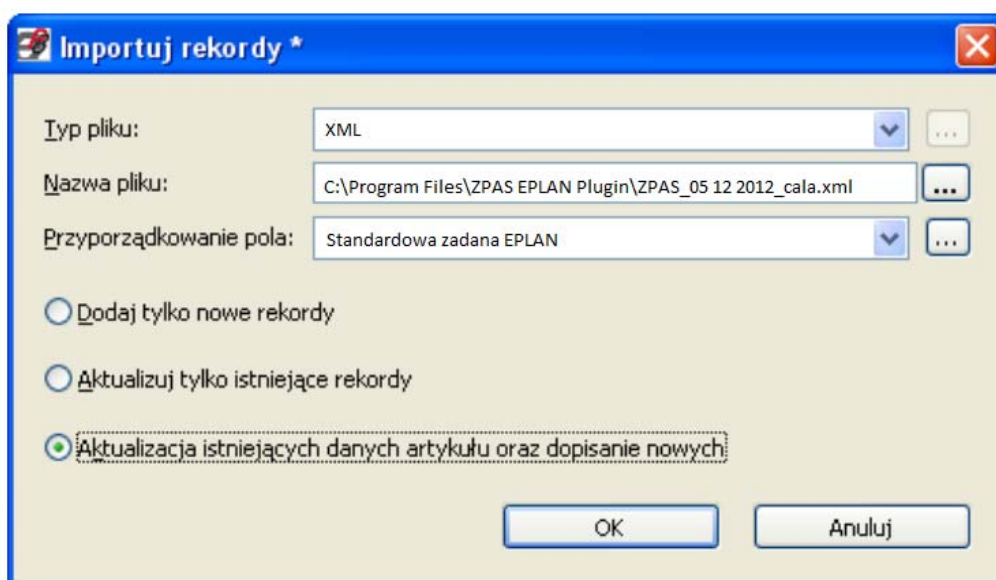 Importuj rekordy *
Typ pliku: XML ...
Nazwa pliku: C:\Program Files\ZPAS EPLAN Plugin\ZPAS_05 12 2012_cala.xml ...
Przyporządkowanie pola: Standardowa zadana EPLAN ...
Dodaj tylko nowe rekordy
Aktualizuj tylko istniejące rekordy
Aktualizacja istniejących danych artykułu oraz dopisanie nowych
OK Anuluj